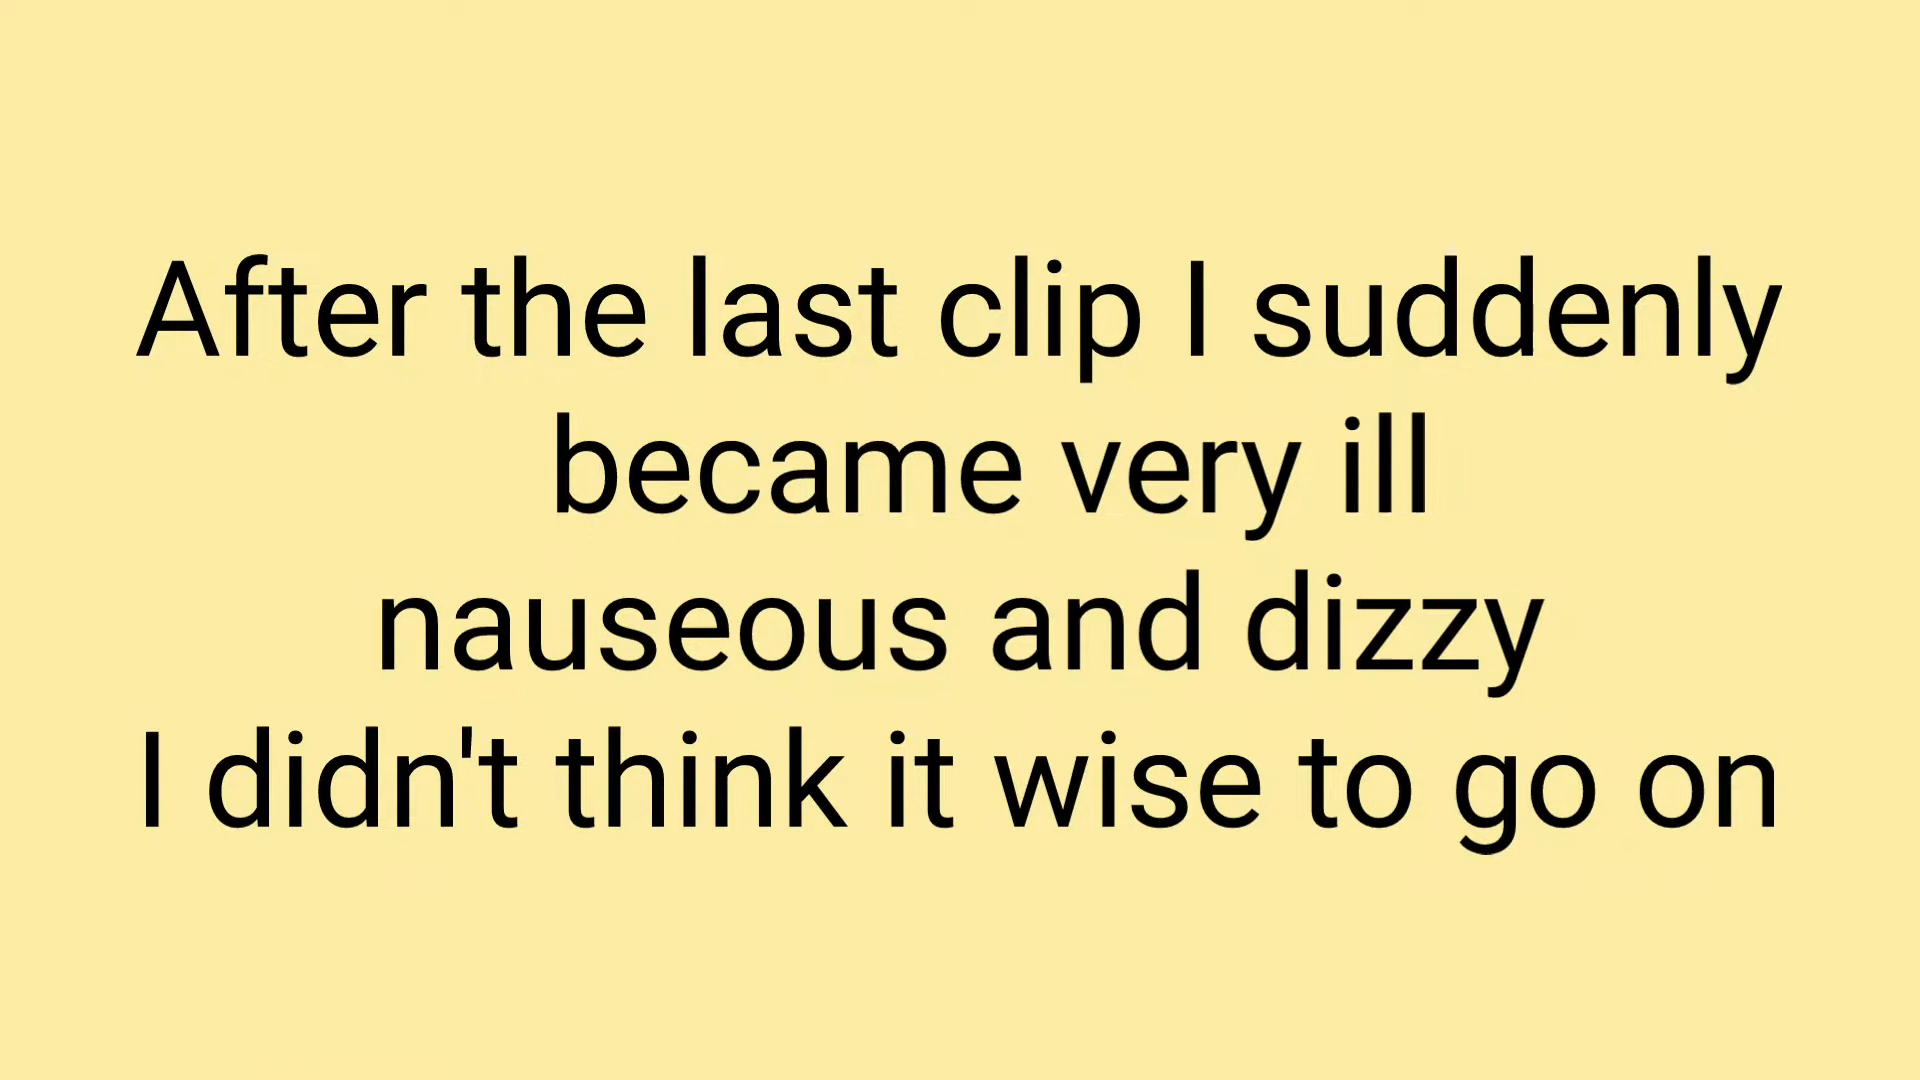 After the last clip I suddenly
became very ill
nauseous and dizzy
I didn't think it wise to go on